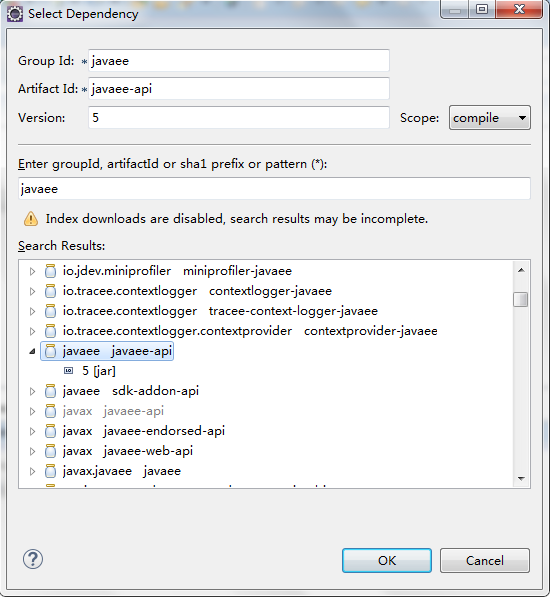 Select Dependency
Group Id: * javaee
Artifact Id: * javaee-api
Version: 5 Scope: compile
Enter groupId, artifactId or sha1 prefix or pattern (*):
javaee
Index downloads are disabled, search results may be incomplete.
Search Results:
io.jdev.miniprofiler miniprofiler-javaee
io.tracee.contextlogger contextlogger-javaee
io.tracee.contextlogger tracee-context-logger-javaee
io.tracee.contextlogger.contextprovider contextprovider-javaee
javaee javaee-api
5 [jar]
javaee sdk-addon-api
javax javaee-api
javax javaee-endorsed-api
javax javaee-web-api
javax.javaee javaee
OK Cancel